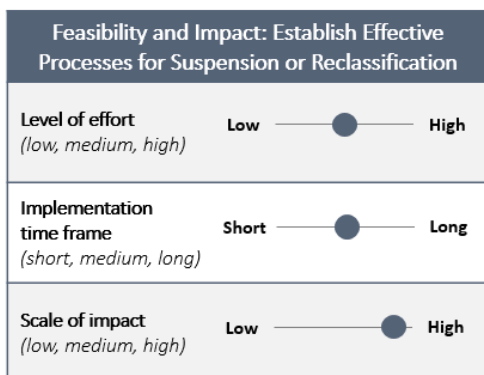 Feasibility and Impact: Establish Effective
Processes for Suspension or Reclassification
Level of effort
(low, medium, high)
Low
High
Implementation
time frame
(short, medium, long)
Short
Long
Scale of impact
(low, medium, high)
Low
High